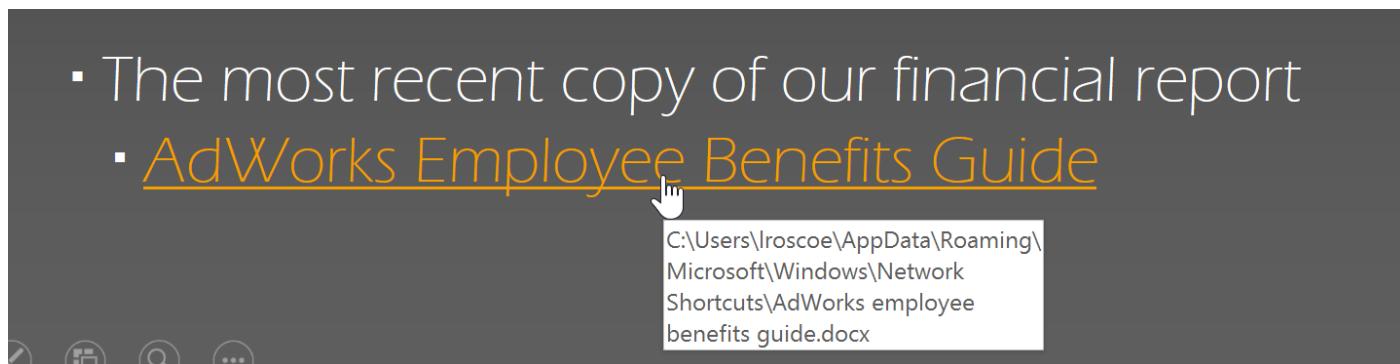 The most recent copy of our financial report
AdWorks Employee Benefits Guide
C:\Users\lroscoe\AppData\Roaming\
Microsoft\Windows\Network
Shortcuts\AdWorks employee
benefits guide.docx